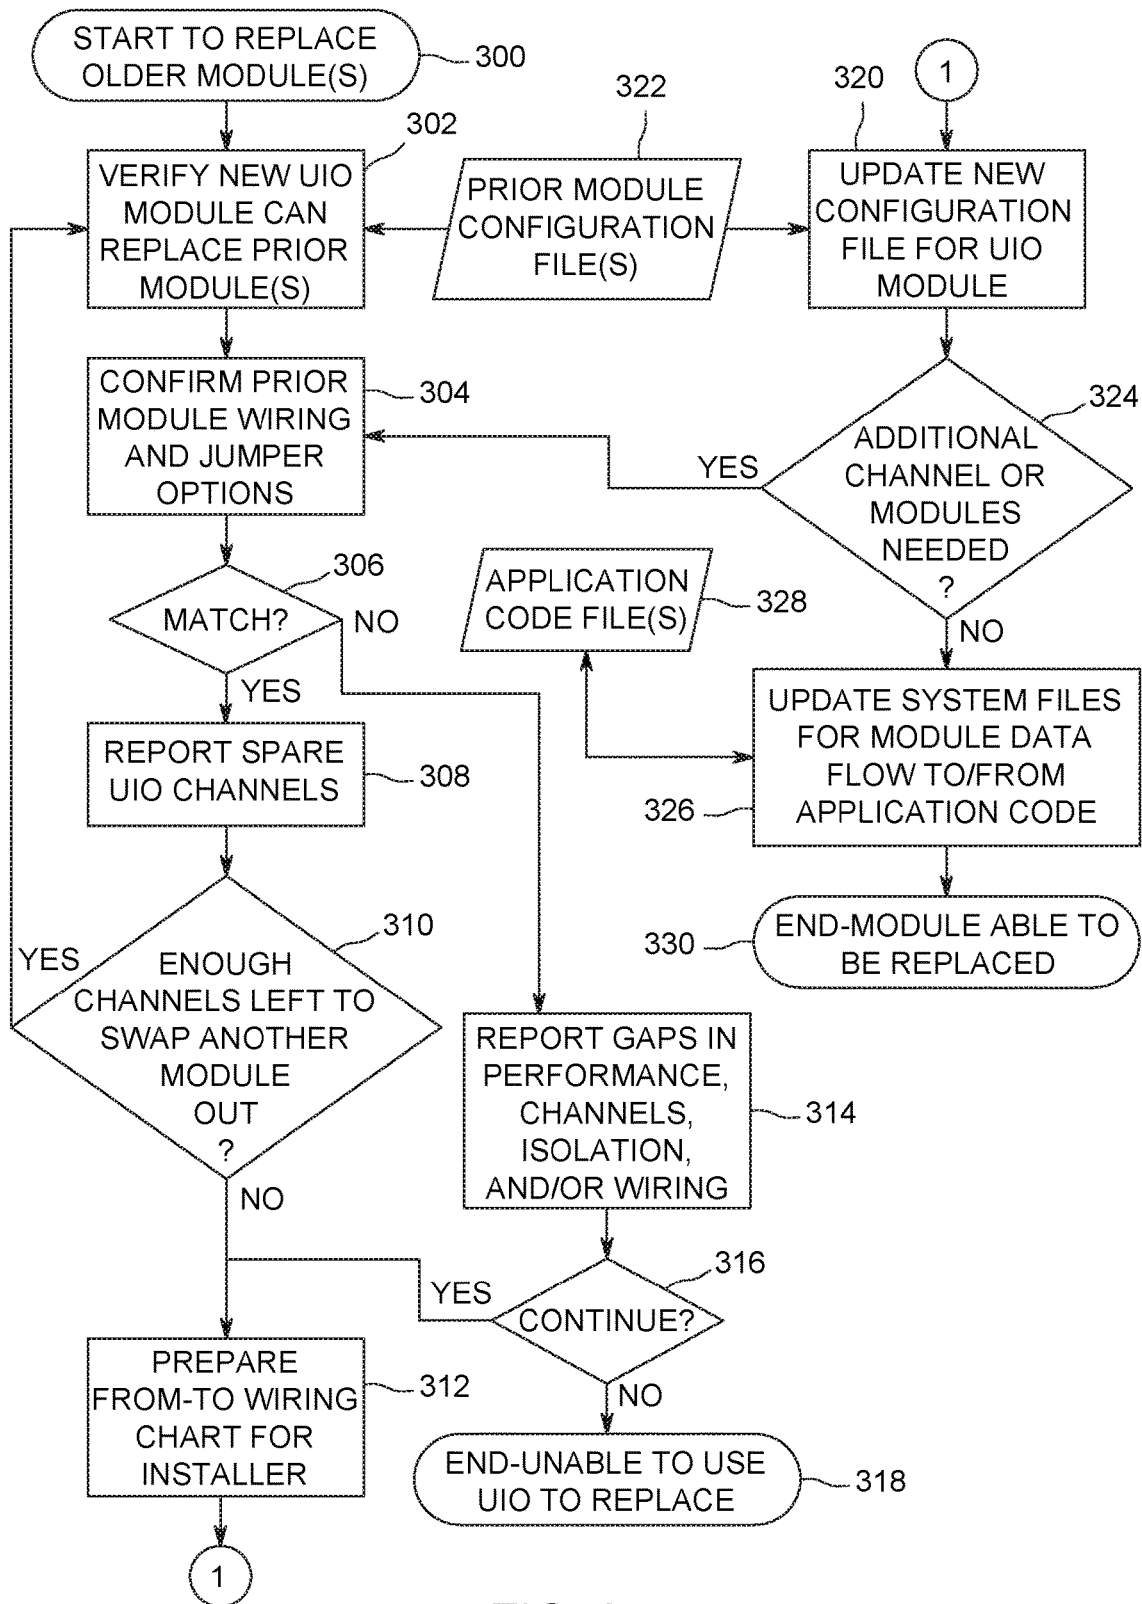 START TO REPLACE
OLDER MODULE(S)
300
302
VERIFY NEW UIO
MODULE CAN
REPLACE PRIOR
MODULE(S)
322
PRIOR MODULE
CONFIGURATION
FILE(S)
320
1
UPDATE NEW
CONFIGURATION
FILE FOR UIO
MODULE
CONFIRM PRIOR
MODULE WIRING
AND JUMPER
OPTIONS
304
324
ADDITIONAL
CHANNEL OR
MODULES
NEEDED
?
YES
NO
306
MATCH?
NO
YES
APPLICATION
CODE FILE(S)
328
REPORT SPARE
UIO CHANNELS
308
UPDATE SYSTEM FILES
FOR MODULE DATA
FLOW TO/FROM
APPLICATION CODE
326
310
YES
ENOUGH
CHANNELS LEFT TO
SWAP ANOTHER
MODULE
OUT
?
NO
END-MODULE ABLE TO
BE REPLACED
330
REPORT GAPS IN
PERFORMANCE,
CHANNELS,
ISOLATION,
AND/OR WIRING
314
316
YES
CONTINUE?
NO
PREPARE
FROM-TO WIRING
CHART FOR
INSTALLER
312
END-UNABLE TO USE
UIO TO REPLACE
318
1